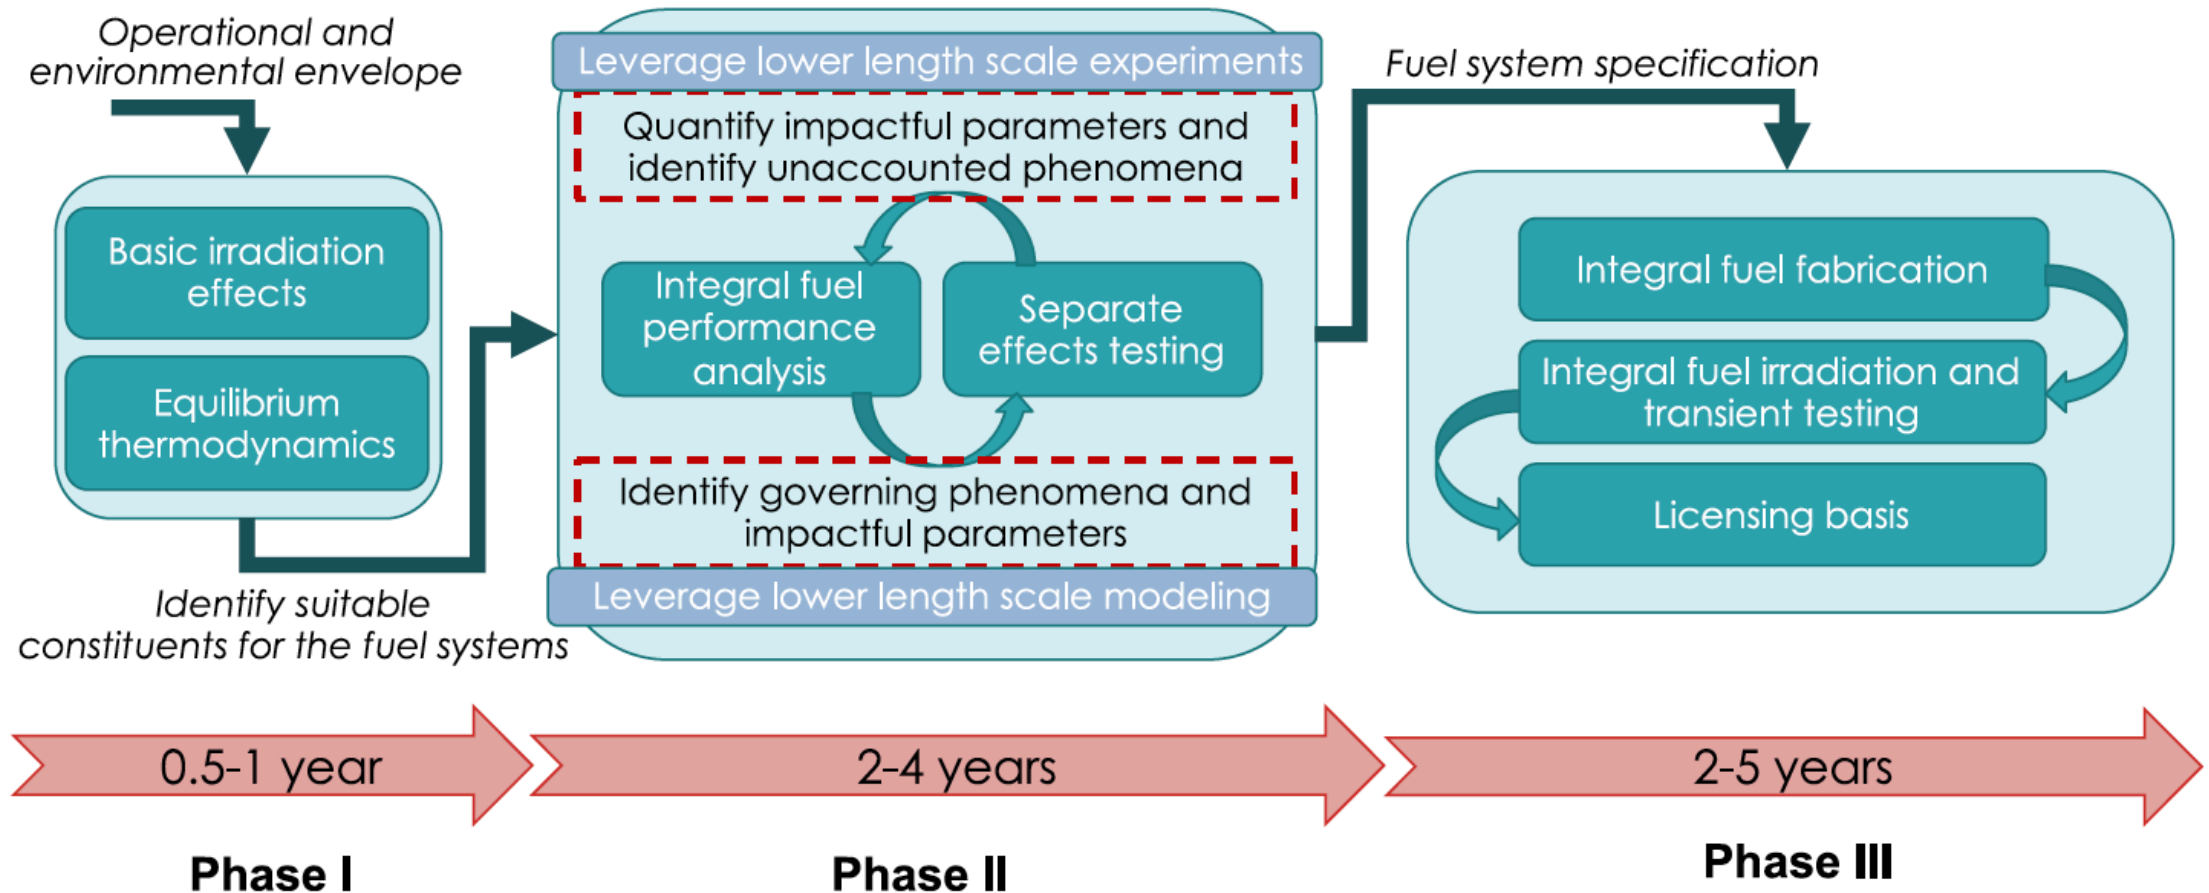 Operational and
environmental envelope
Basic irradiation
effects
Equilibrium
thermodynamics
Identify suitable
constituents for the fuel systems
Leverage lower length scale experiments
Quantify impactful parameters and
identify unaccounted phenomena
Integral fuel
performance
analysis
Separate
effects testing
Identify governing phenomena and
impactful parameters
Leverage lower length scale modeling
Fuel system specification
Integral fuel fabrication
Integral fuel irradiation and
transient testing
Licensing basis
0.5-1 year
2-4 years
2-5 years
Phase I
Phase II
Phase III